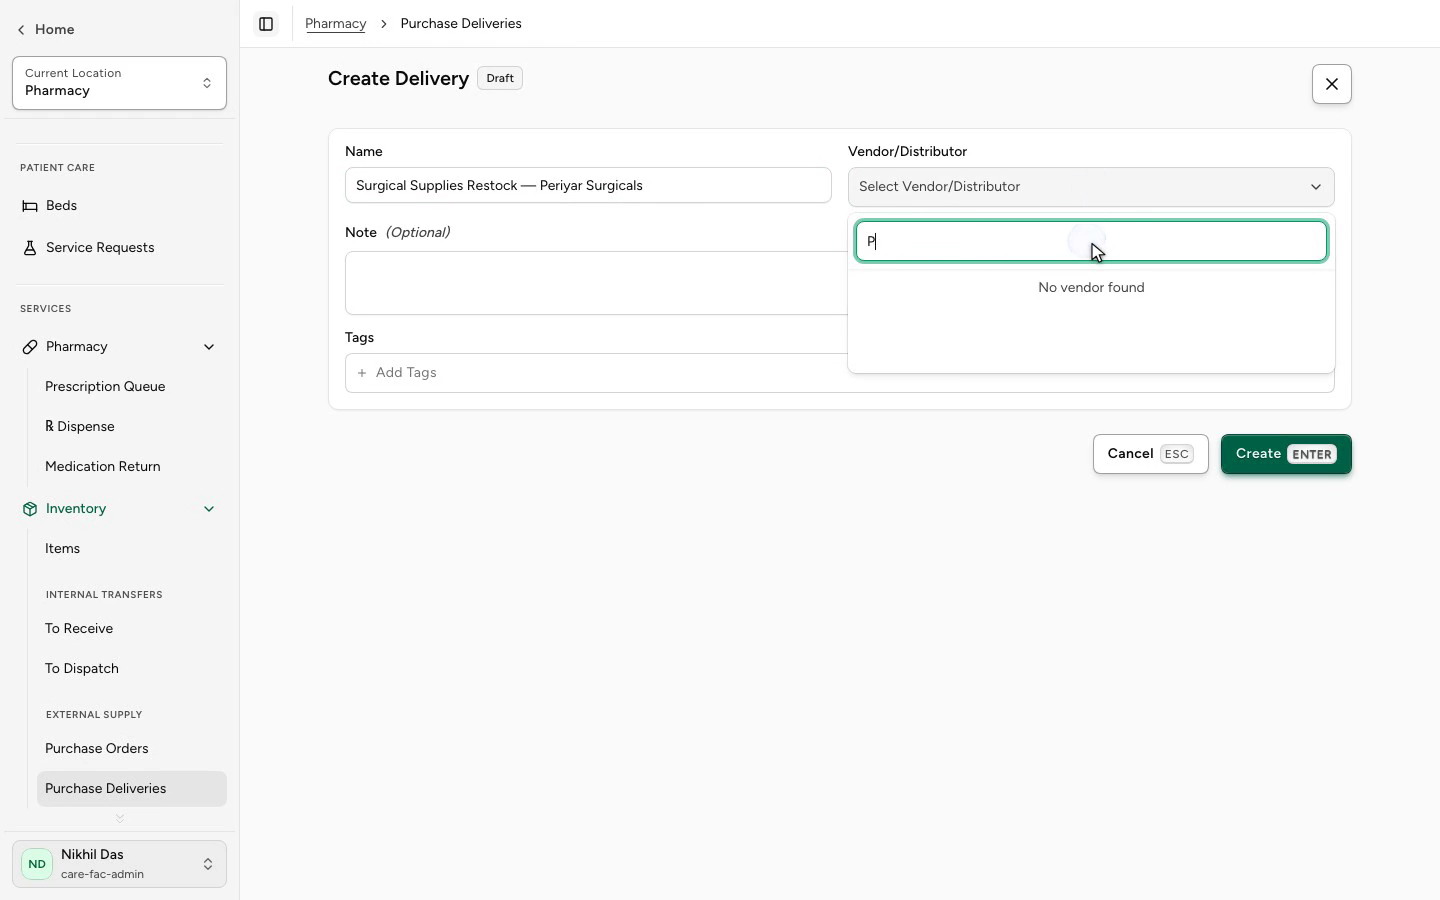 Home
Current Location
Pharmacy
PATIENT CARE
Beds
Service Requests
SERVICES
Pharmacy
Prescription Queue
℞ Dispense
Medication Return
Inventory
Items
INTERNAL TRANSFERS
To Receive
To Dispatch
EXTERNAL SUPPLY
Purchase Orders
Purchase Deliveries
ND
Nikhil Das
care-fac-admin
Pharmacy > Purchase Deliveries
Create Delivery Draft
Name
Surgical Supplies Restock — Periyar Surgicals
Vendor/Distributor
Select Vendor/Distributor
P
No vendor found
Note (Optional)
Tags
+ Add Tags
Cancel ESC
Create ENTER